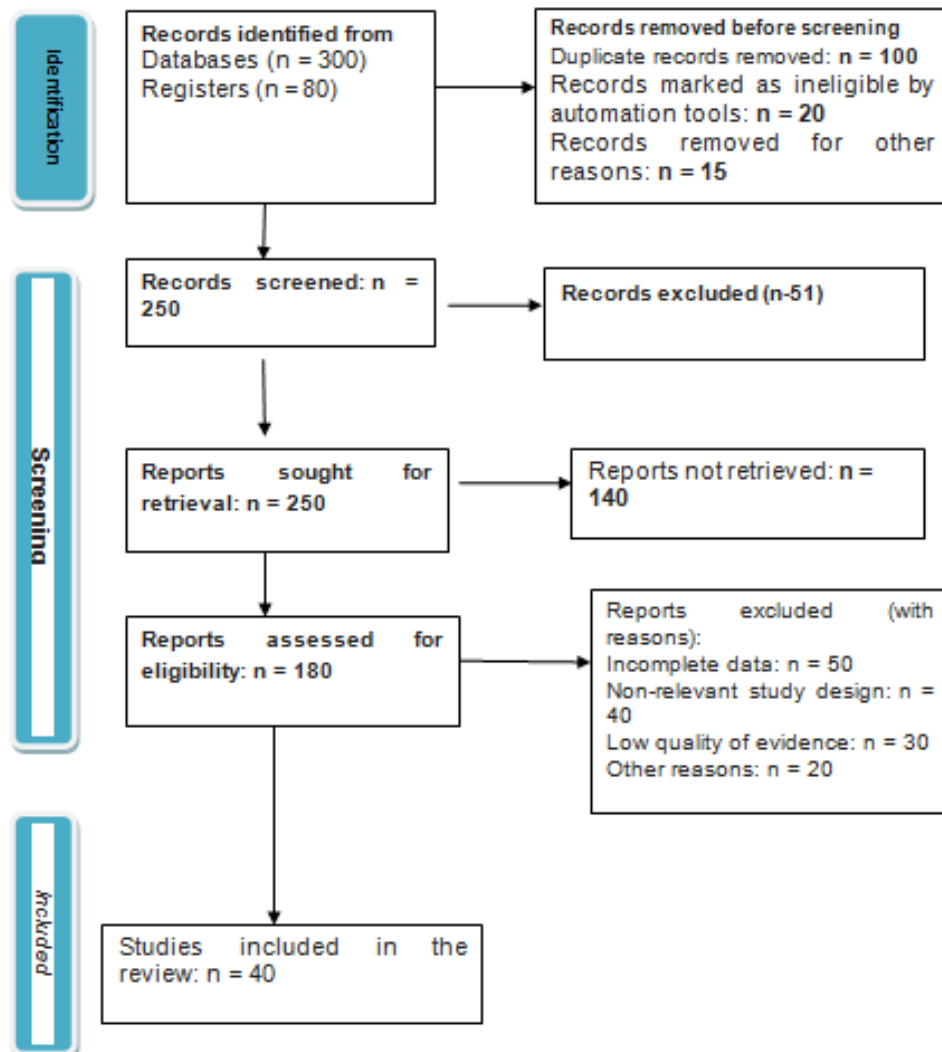 Identification
Records identified from
Databases (n = 300)
Registers (n = 80)
Records removed before screening
Duplicate records removed: n = 100
Records marked as ineligible by
automation tools: n = 20
Records removed for other
reasons: n = 15
Screening
Records screened: n =
250
Records excluded (n-51)
Reports sought for
retrieval: n = 250
Reports not retrieved: n =
140
Reports assessed for
eligibility: n = 180
Reports excluded (with
reasons):
Incomplete data: n = 50
Non-relevant study design: n =
40
Low quality of evidence: n = 30
Other reasons: n = 20
Included
Studies included in the
review: n = 40